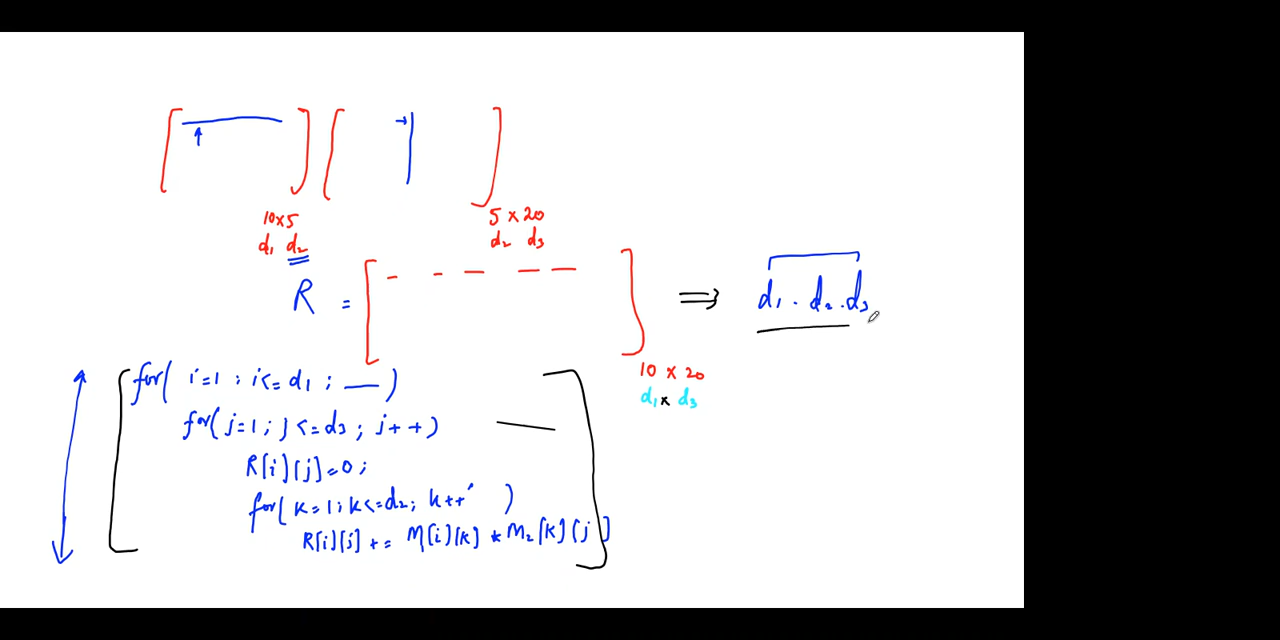 10x5 5 x 20
d1 d2 d2 d3
R =
⟹ d1 . d2 . d3
10 x 20
d1 x d3
for( i=1 ; i<= d1 ; __ )
for( j=1 ; j<=d3 ; j++)
R[i][j]=0;
for( k=1; k<=d2; k++ )
R[i][j] += M[i][k] * M2[k][j]